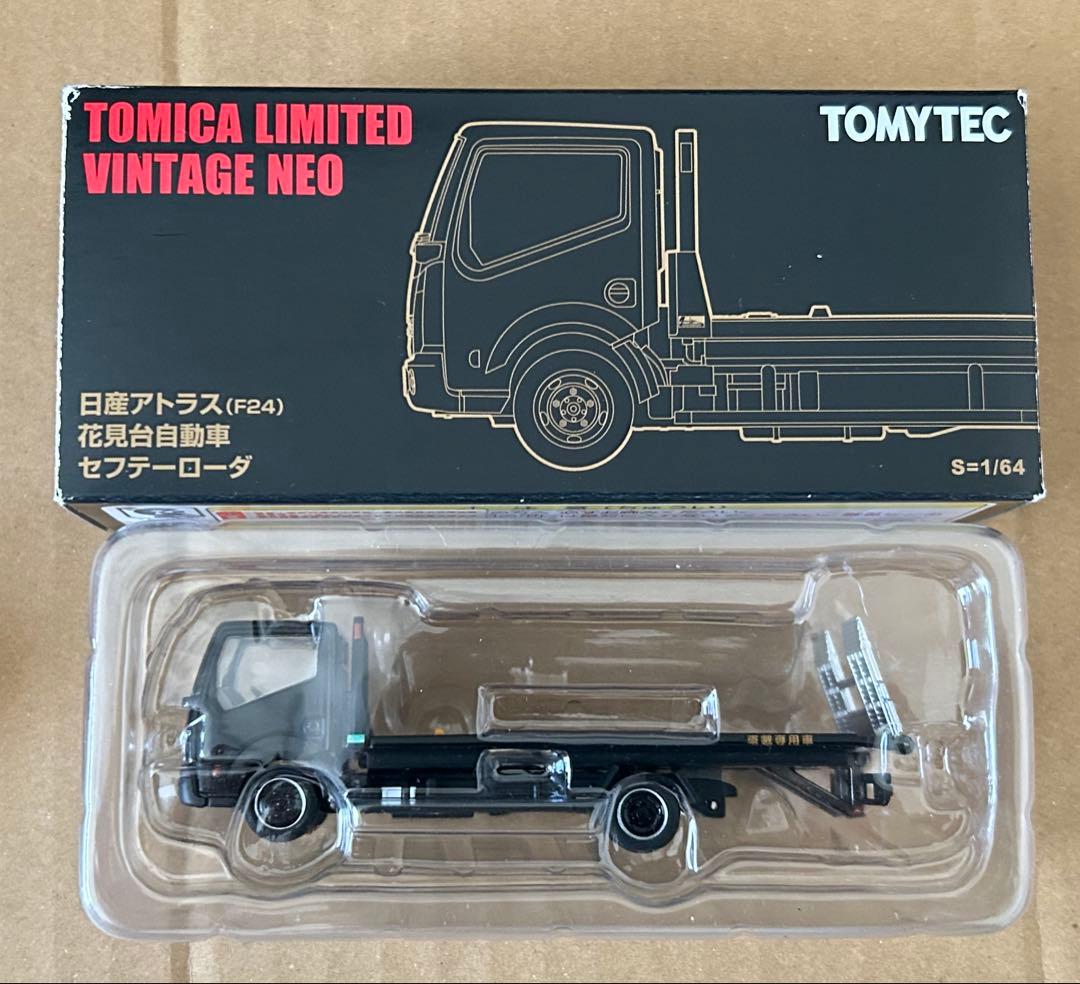 TOMICA LIMITED
VINTAGE NEO
TOMYTEC
日産アトラス(F24)
花見台自動車
セフテーローダ
S=1/64